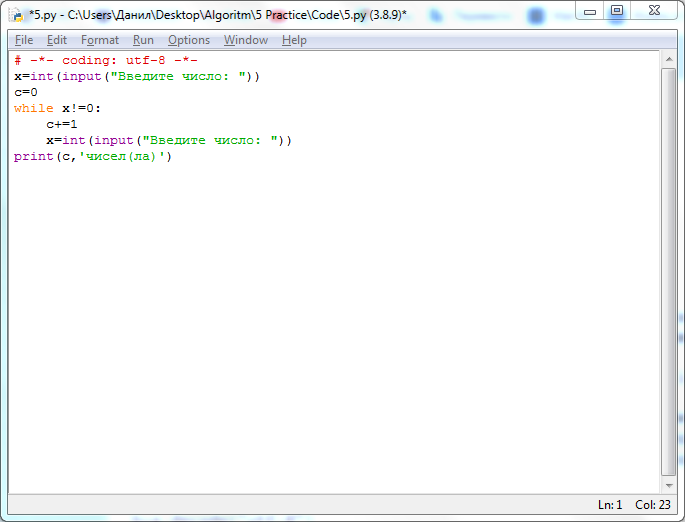 *5.py - C:\Users\Данил\Desktop\Algoritm\5 Practice\Code\5.py (3.8.9)*
File Edit Format Run Options Window Help
# -*- coding: utf-8 -*-
x=int(input("Введите число: "))
c=0
while x!=0:
    c+=1
    x=int(input("Введите число: "))
print(c,'чисел(ла)')
Ln: 1 Col: 23